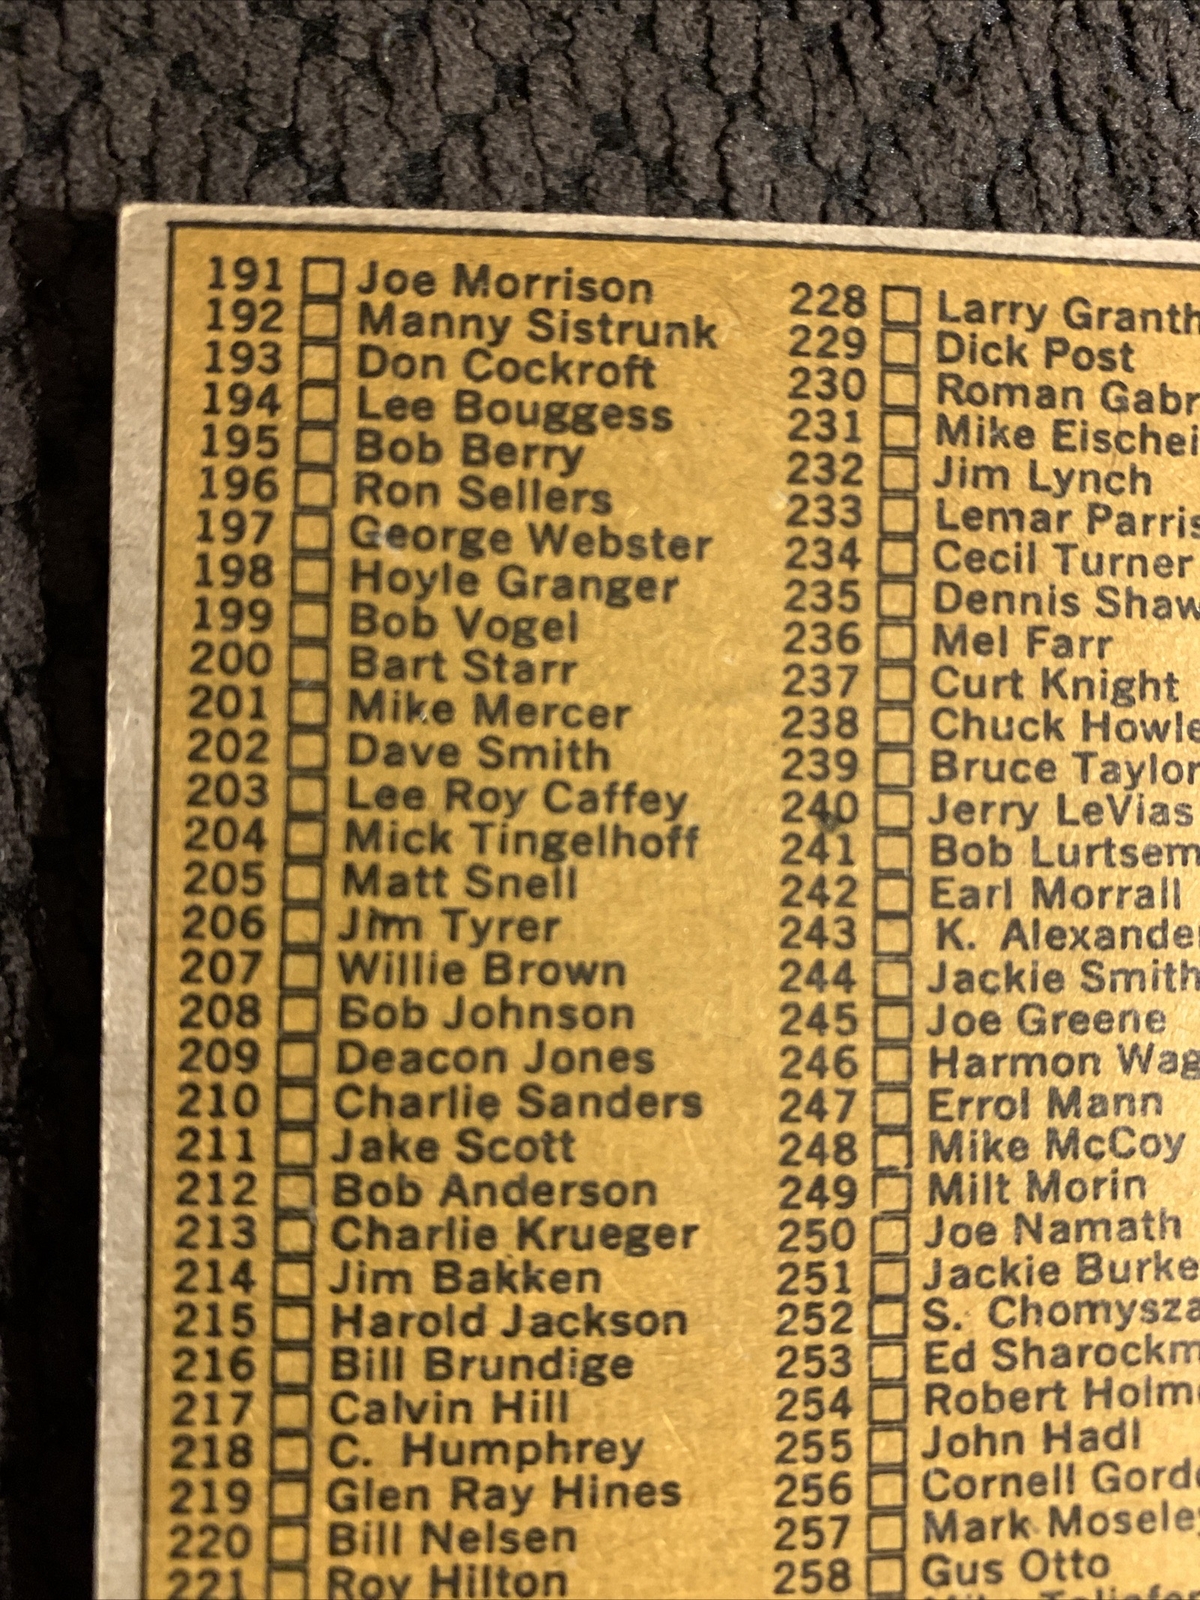 191 Joe Morrison
192 Manny Sistrunk
193 Don Cockroft
194 Lee Bouggess
195 Bob Berry
196 Ron Sellers
197 George Webster
198 Hoyle Granger
199 Bob Vogel
200 Bart Starr
201 Mike Mercer
202 Dave Smith
203 Lee Roy Caffey
204 Mick Tingelhoff
205 Matt Snell
206 Jim Tyrer
207 Willie Brown
208 Bob Johnson
209 Deacon Jones
210 Charlie Sanders
211 Jake Scott
212 Bob Anderson
213 Charlie Krueger
214 Jim Bakken
215 Harold Jackson
216 Bill Brundige
217 Calvin Hill
218 C. Humphrey
219 Glen Ray Hines
220 Bill Nelsen
221 Roy Hilton
228 Larry Granth
229 Dick Post
230 Roman Gabr
231 Mike Eischei
232 Jim Lynch
233 Lemar Parris
234 Cecil Turner
235 Dennis Shaw
236 Mel Farr
237 Curt Knight
238 Chuck Howle
239 Bruce Taylor
240 Jerry LeVias
241 Bob Lurtsem
242 Earl Morrall
243 K. Alexande
244 Jackie Smith
245 Joe Greene
246 Harmon Wag
247 Errol Mann
248 Mike McCoy
249 Milt Morin
250 Joe Namath
251 Jackie Burke
252 S. Chomysza
253 Ed Sharockm
254 Robert Holm
255 John Hadl
256 Cornell Gord
257 Mark Mosele
258 Gus Otto